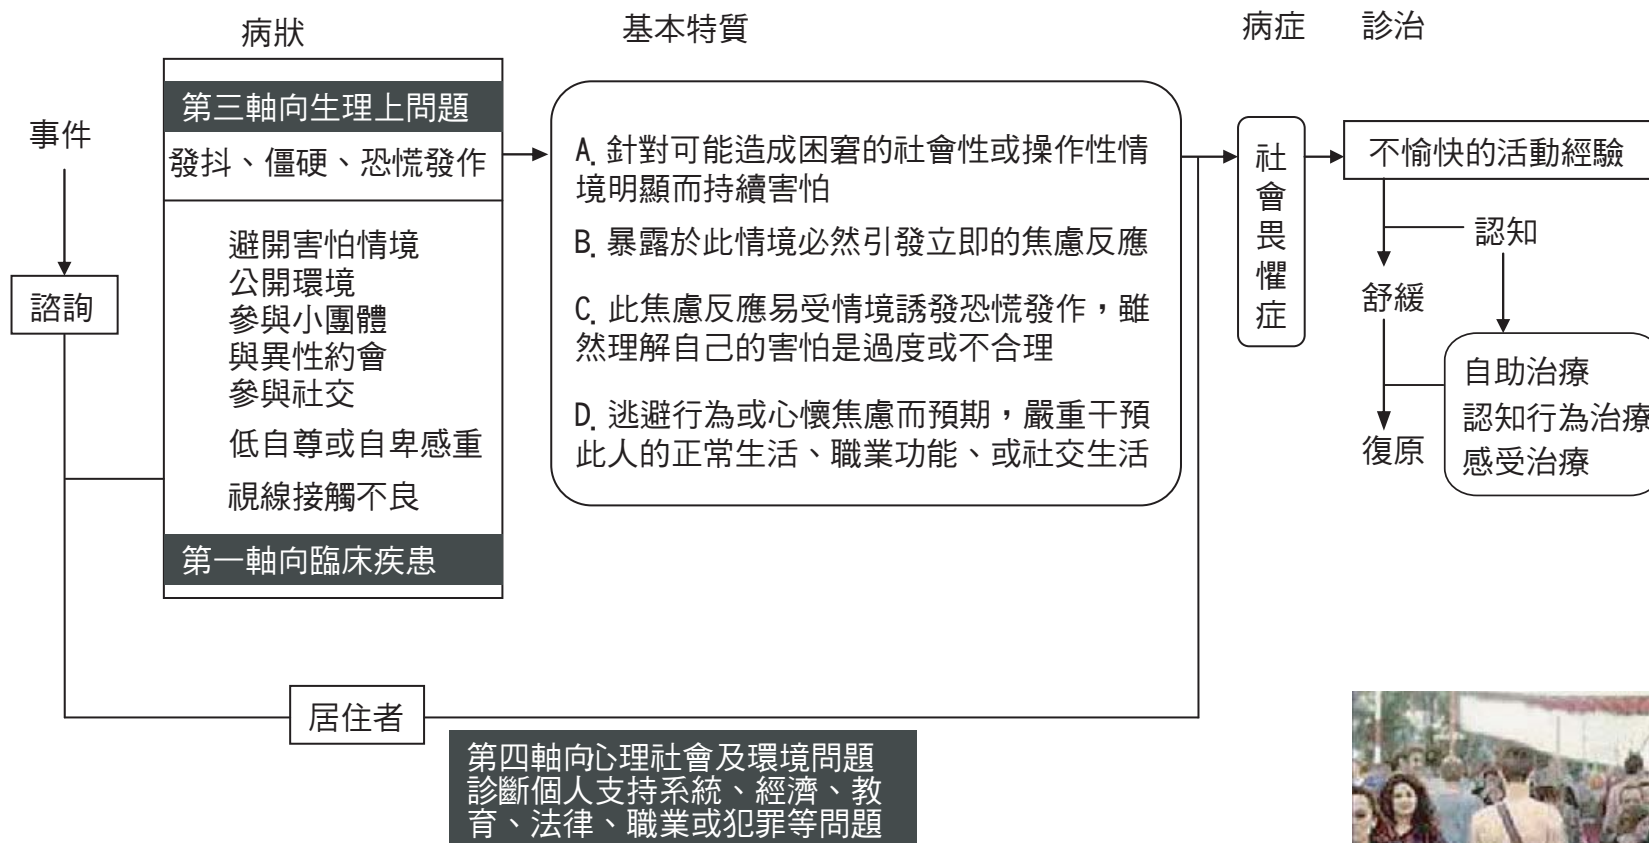 病狀
基本特質
病症
診治
事件
諮詢
第三軸向生理上問題
發抖、僵硬、恐慌發作
避開害怕情境
公開環境
參與小團體
與異性約會
參與社交
低自尊或自卑感重
視線接觸不良
第一軸向臨床疾患
A. 針對可能造成困窘的社會性或操作性情
境明顯而持續害怕
B. 暴露於此情境必然引發立即的焦慮反應
C. 此焦慮反應易受情境誘發恐慌發作，雖
然理解自己的害怕是過度或不合理
D. 逃避行為或心懷焦慮而預期，嚴重干預
此人的正常生活、職業功能、或社交生活
社會畏懼症
不愉快的活動經驗
認知
舒緩
復原
自助治療
認知行為治療
感受治療
居住者
第四軸向心理社會及環境問題
診斷個人支持系統、經濟、教
育、法律、職業或犯罪等問題